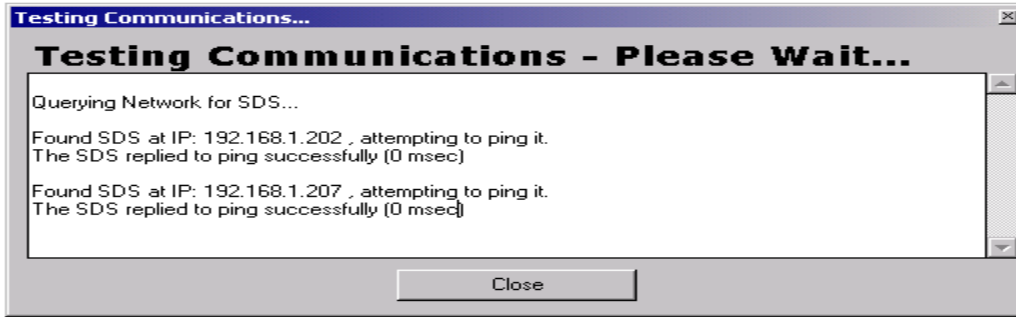 Testing Communications...
Testing Communications - Please Wait...
Querying Network for SDS...
Found SDS at IP: 192.168.1.202 , attempting to ping it.
The SDS replied to ping successfully (0 msec)
Found SDS at IP: 192.168.1.207 , attempting to ping it.
The SDS replied to ping successfully (0 msec)
Close